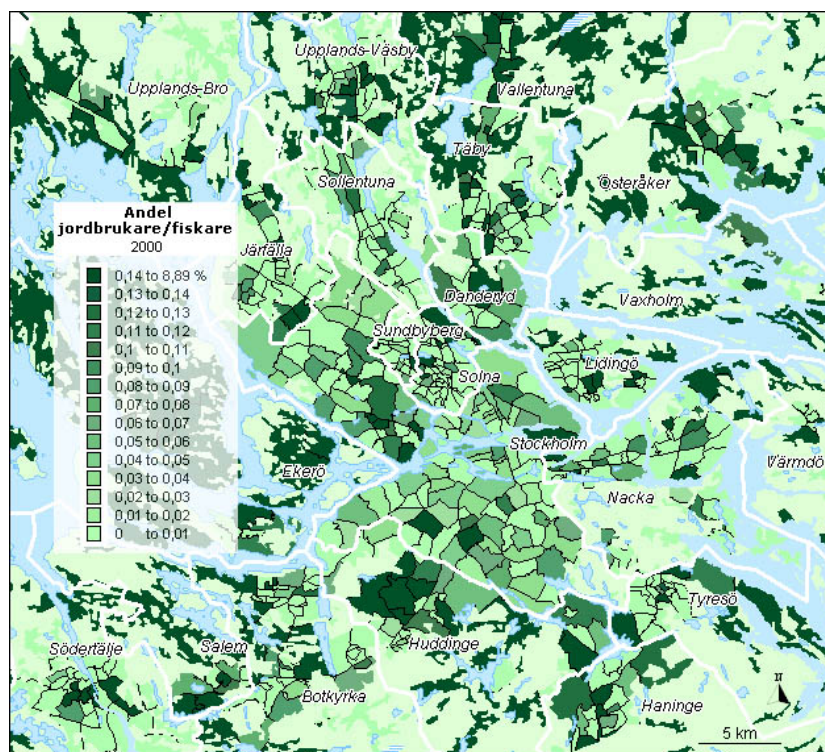 Upplands-Väsby
Upplands-Bro
Vallentuna
Täby
Sollentuna
Österåker
Andel
jordbrukare/fiskare
2000
0,14 to 8,89 %
0,13 to 0,14
0,12 to 0,13
0,11 to 0,12
0,1 to 0,11
0,09 to 0,1
0,08 to 0,09
0,07 to 0,08
0,06 to 0,07
0,05 to 0,06
0,04 to 0,05
0,03 to 0,04
0,02 to 0,03
0,01 to 0,02
0 to 0,01
Järfälla
Danderyd
Vaxholm
Sundbyberg
Lidingö
Solna
Stockholm
Ekerö
Värmdö
Nacka
Tyresö
Huddinge
Södertälje
Salem
Botkyrka
Haninge
N
5 km